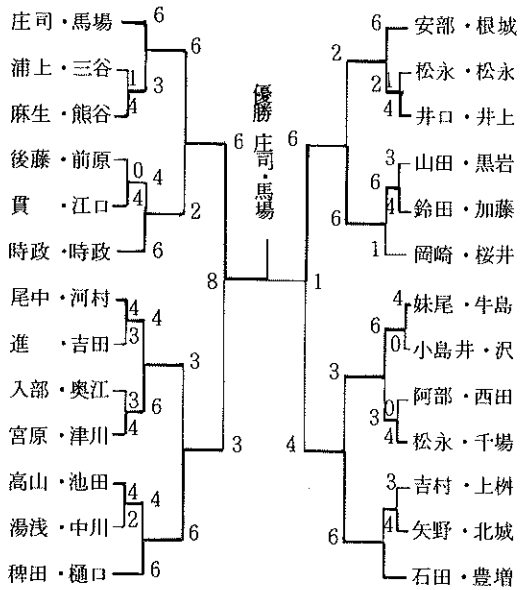 庄司・馬場
浦上・三谷
麻生・熊谷
後藤・前原
貫・江口
時政・時政
尾中・河村
進・吉田
入部・奥江
宮原・津川
高山・池田
湯浅・中川
稗田・樋口
6
1
4
3
0
4
4
6
4
3
3
4
6
4
2
4
6
6
2
3
6
6
3
8
優勝 庄司・馬場
1
6
4
2
6
3
6
6
2
1
4
3
4
6
1
4
0
6
0
4
3
3
4
安部・根城
松永・松永
井口・井上
山田・黒岩
鈴田・加藤
岡崎・桜井
妹尾・牛島
小島井・沢
阿部・西田
松永・千場
吉村・上桝
矢野・北城
石田・豊増